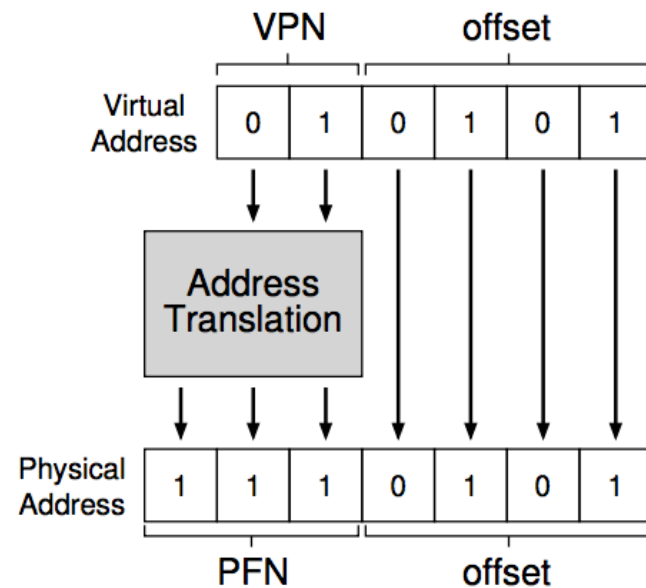 VPN offset
Virtual Address 0 1 0 1 0 1
Address
Translation
Physical Address 1 1 1 0 1 0 1
PFN offset